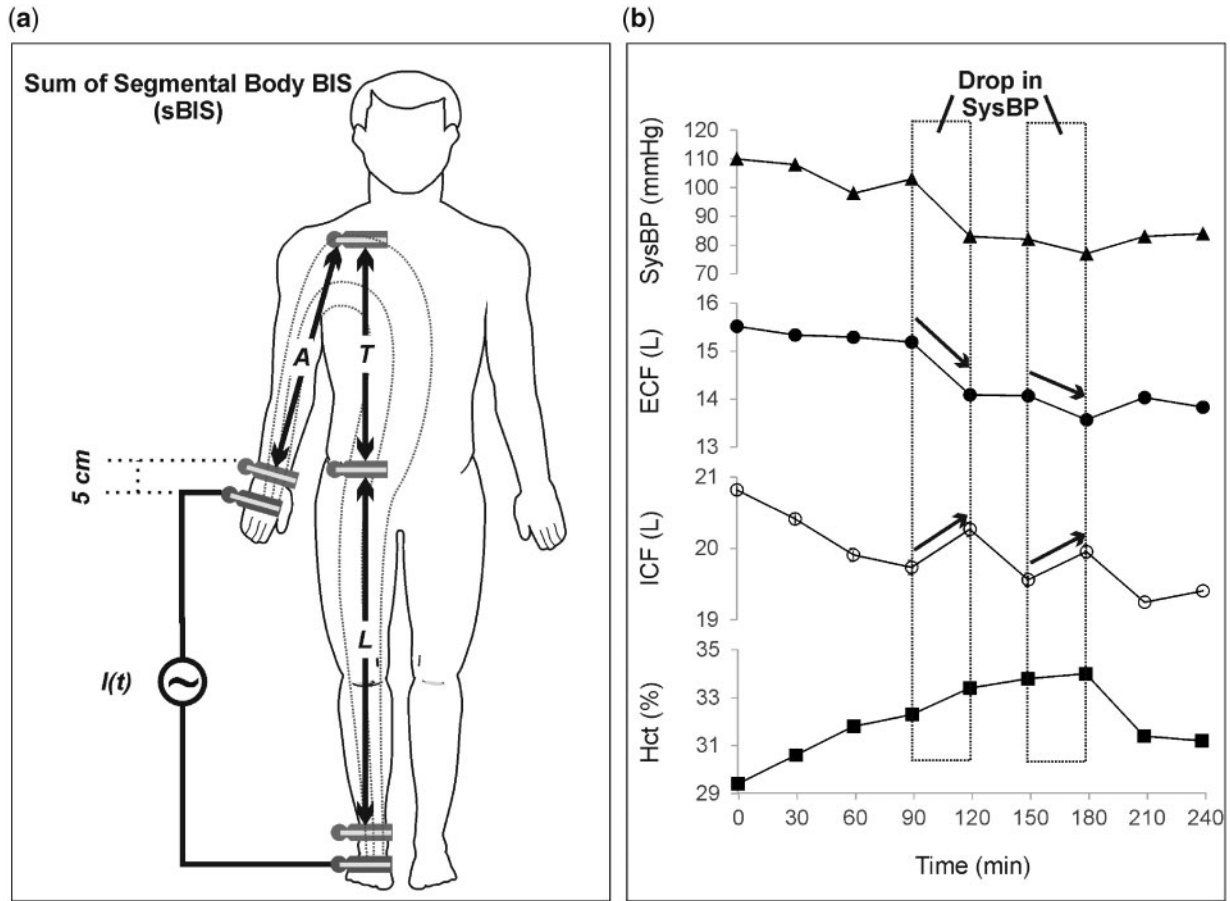 (a)
Sum of Segmental Body BIS
(sBIS)
A
T
5 cm
L
I(t)
(b)
Drop in
SysBP
SysBP (mmHg)
120
110
100
90
80
70
ECF (L)
16
15
14
13
ICF (L)
21
20
19
Hct (%)
35
33
31
29
0 30 60 90 120 150 180 210 240
Time (min)